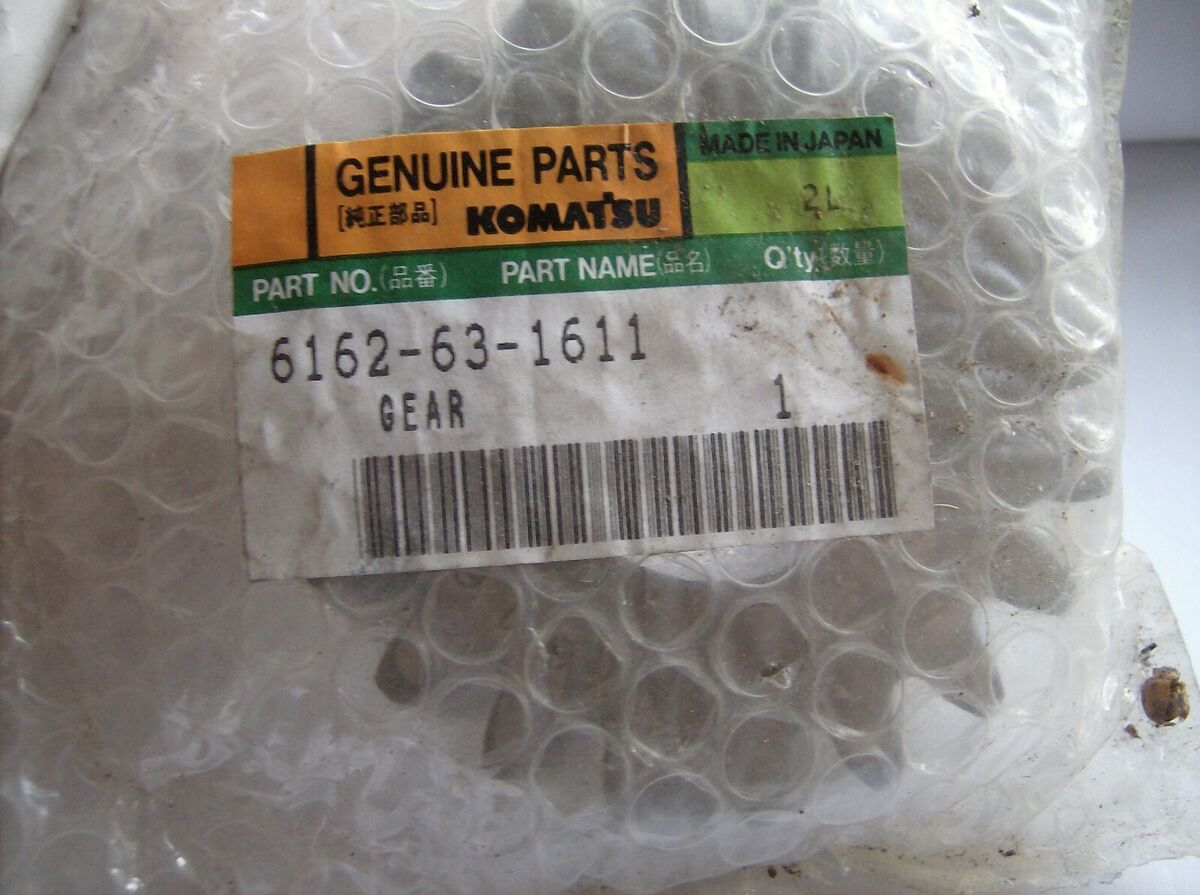 GENUINE PARTS
[純正部品] KOMATSU
MADE IN JAPAN
2L
PART NO.(品番) PART NAME(品名) Q'ty(数量)
6162-63-1611
GEAR 1